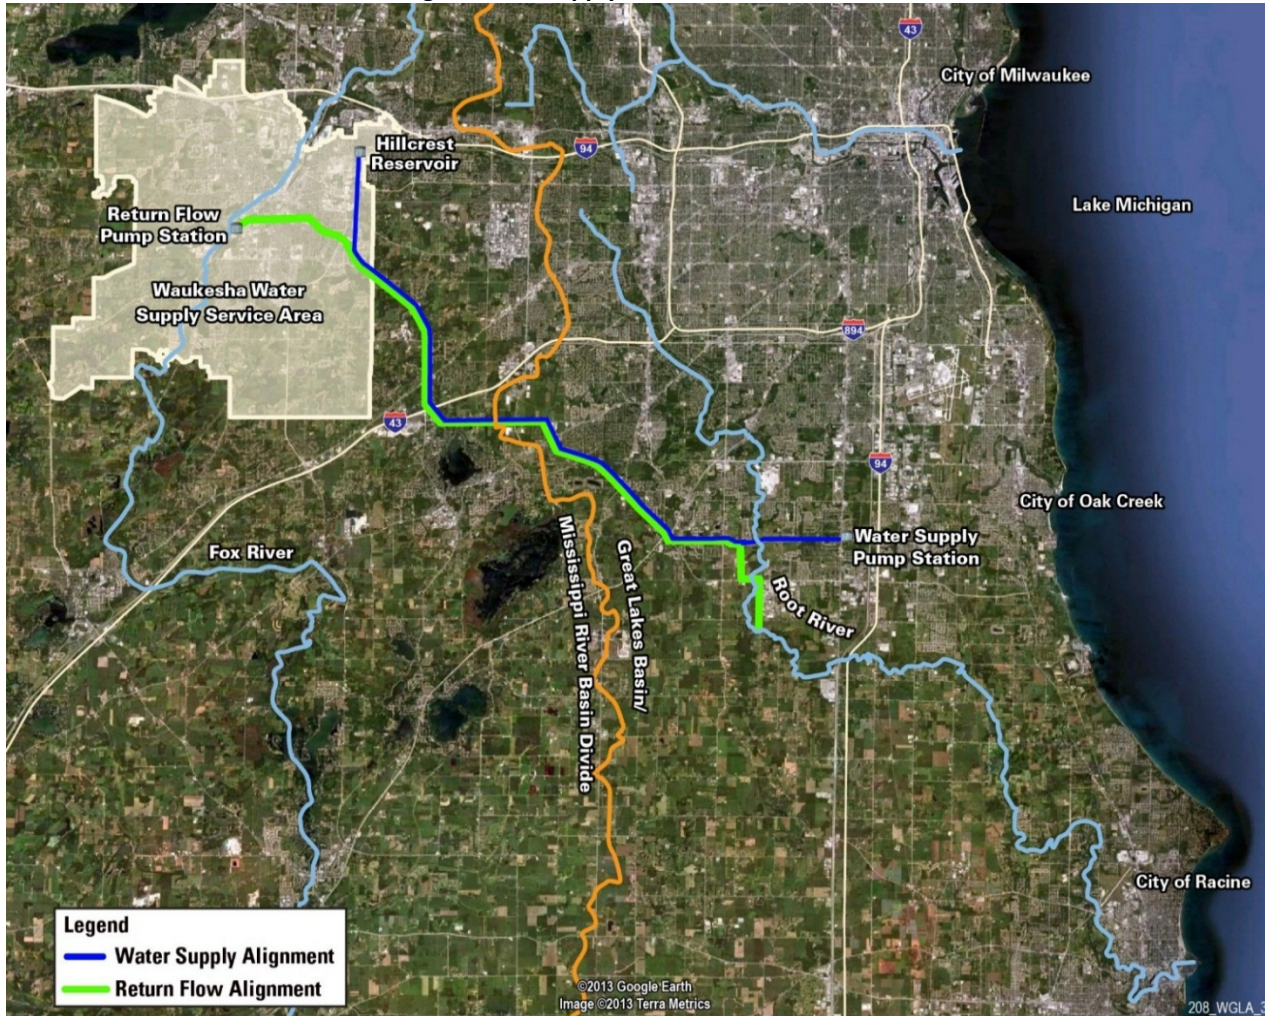 43
City of Milwaukee
Hillcrest
Reservoir
94
Lake Michigan
Return Flow
Pump Station
Waukesha Water
Supply Service Area
894
43
94
City of Oak Creek
Water Supply
Pump Station
Fox River
Root River
Great Lakes Basin/
Mississippi River Basin Divide
City of Racine
Legend
Water Supply Alignment
Return Flow Alignment
©2013 Google Earth
Image ©2013 Terra Metrics
208_WGLA_3